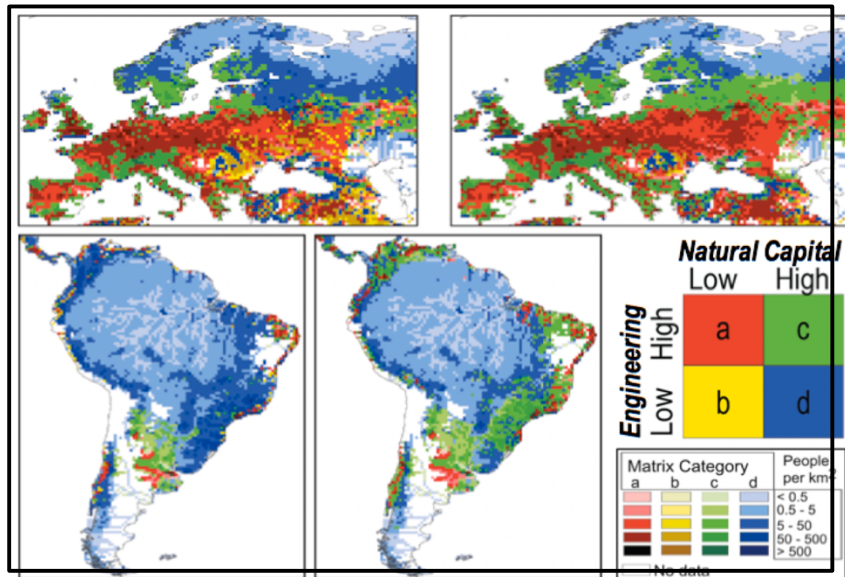 Natural Capital
Low High
Engineering
High
Low
a c
b d
Matrix Category
a b c d
People
per km²
< 0.5
0.5 - 5
5 - 50
50 - 500
> 500
No data